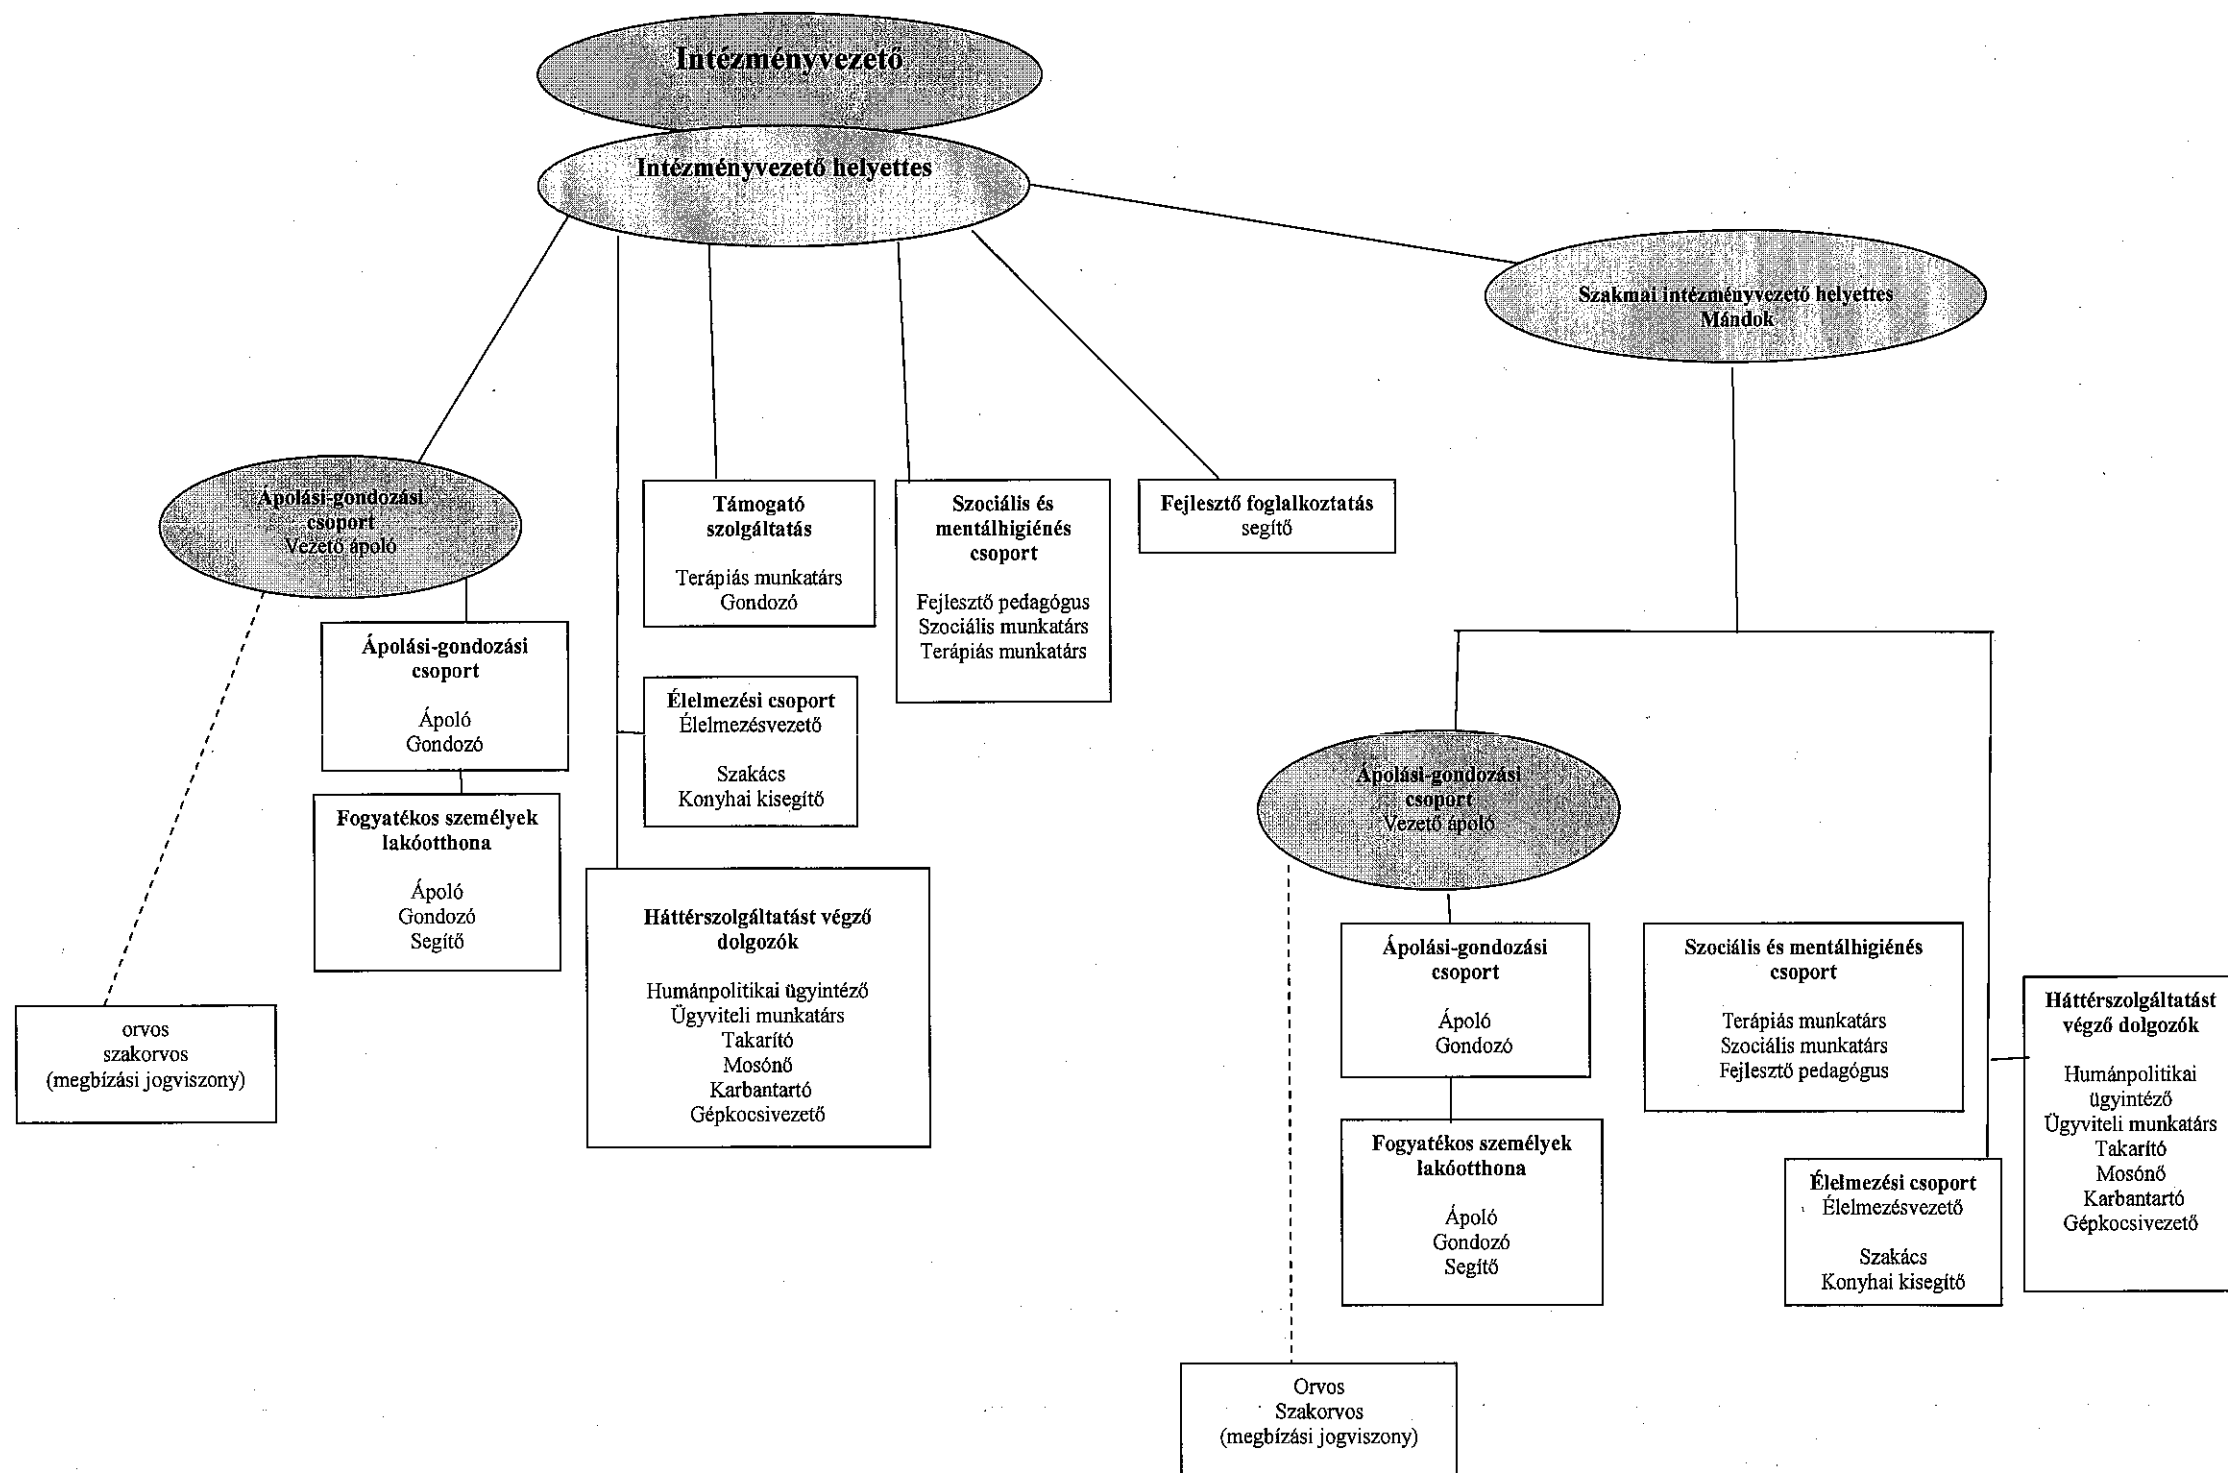 Intézményvezető
Intézményvezető helyettes
Szakmai intézményvezető helyettes
Mándok
Ápolási-gondozási
csoport
Vezető ápoló
Támogató
szolgáltatás
Terápiás munkatárs
Gondozó
Szociális és
mentálhigiénés
csoport
Fejlesztő pedagógus
Szociális munkatárs
Terápiás munkatárs
Fejlesztő foglalkoztatás
segítő
Ápolási-gondozási
csoport
Ápoló
Gondozó
Élelmezési csoport
Élelmezésvezető
Szakács
Konyhai kisegítő
Fogyatékos személyek
lakóotthona
Ápoló
Gondozó
Segítő
Háttérszolgáltatást végző
dolgozók
Humánpolitikai ügyintéző
Ügyviteli munkatárs
Takarító
Mosónő
Karbantartó
Gépkocsivezető
orvos
szakorvos
(megbízási jogviszony)
Ápolási-gondozási
csoport
Vezető ápoló
Ápolási-gondozási
csoport
Ápoló
Gondozó
Szociális és mentálhigiénés
csoport
Terápiás munkatárs
Szociális munkatárs
Fejlesztő pedagógus
Háttérszolgáltatást
végző dolgozók
Humánpolitikai
ügyintéző
Ügyviteli munkatárs
Takarító
Mosónő
Karbantartó
Gépkocsivezető
Fogyatékos személyek
lakóotthona
Ápoló
Gondozó
Segítő
Élelmezési csoport
Élelmezésvezető
Szakács
Konyhai kisegítő
Orvos
Szakorvos
(megbízási jogviszony)